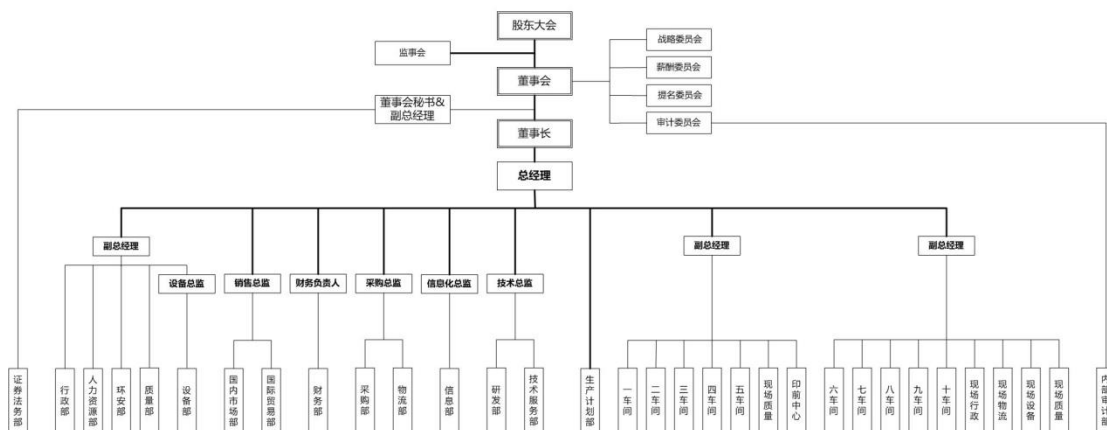 股东大会
监事会
战略委员会
薪酬委员会
董事会
提名委员会
董事会秘书&
副总经理
审计委员会
董事长
总经理
副总经理
副总经理
副总经理
设备总监
销售总监
财务负责人
采购总监
信息化总监
技术总监
证券法务部
行政部
人力资源部
环安部
质量部
设备部
国内市场部
国际贸易部
财务部
采购部
物流部
信息部
研发部
技术服务部
生产计划部
一车间
二车间
三车间
四车间
五车间
现场质量
印前中心
六车间
七车间
八车间
九车间
十车间
现场行政
现场物流
现场设备
现场质量
内部审计部